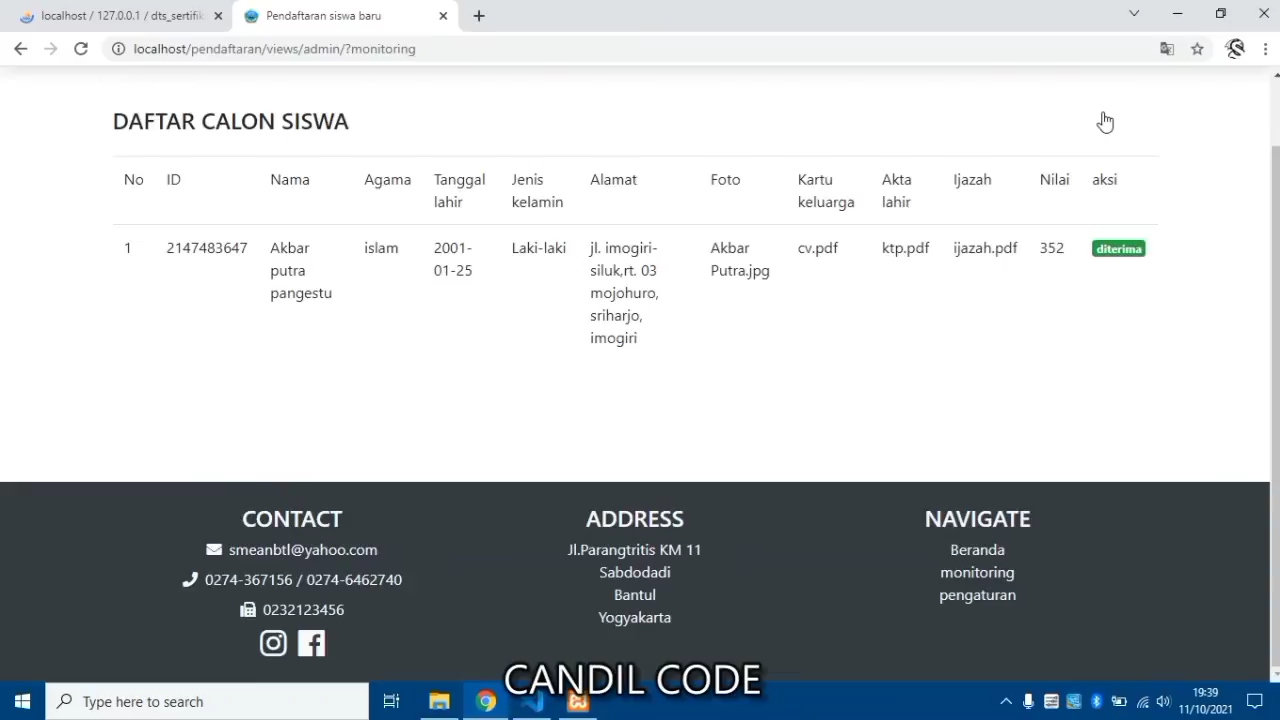 localhost / 127.0.0.1 / dts_sertifik
Pendaftaran siswa baru
localhost/pendaftaran/views/admin/?monitoring
DAFTAR CALON SISWA
No ID Nama Agama Tanggal lahir Jenis kelamin Alamat Foto Kartu keluarga Akta lahir Ijazah Nilai aksi
1 2147483647 Akbar putra pangestu islam 2001-01-25 Laki-laki jl. imogiri-siluk,rt. 03 mojohuro, sriharjo, imogiri Akbar Putra.jpg cv.pdf ktp.pdf ijazah.pdf 352 diterima
CONTACT
smeanbtl@yahoo.com
0274-367156 / 0274-6462740
0232123456
ADDRESS
Jl.Parangtritis KM 11
Sabdodadi
Bantul
Yogyakarta
NAVIGATE
Beranda
monitoring
pengaturan
CANDIL CODE
Type here to search
19:39
11/10/2021